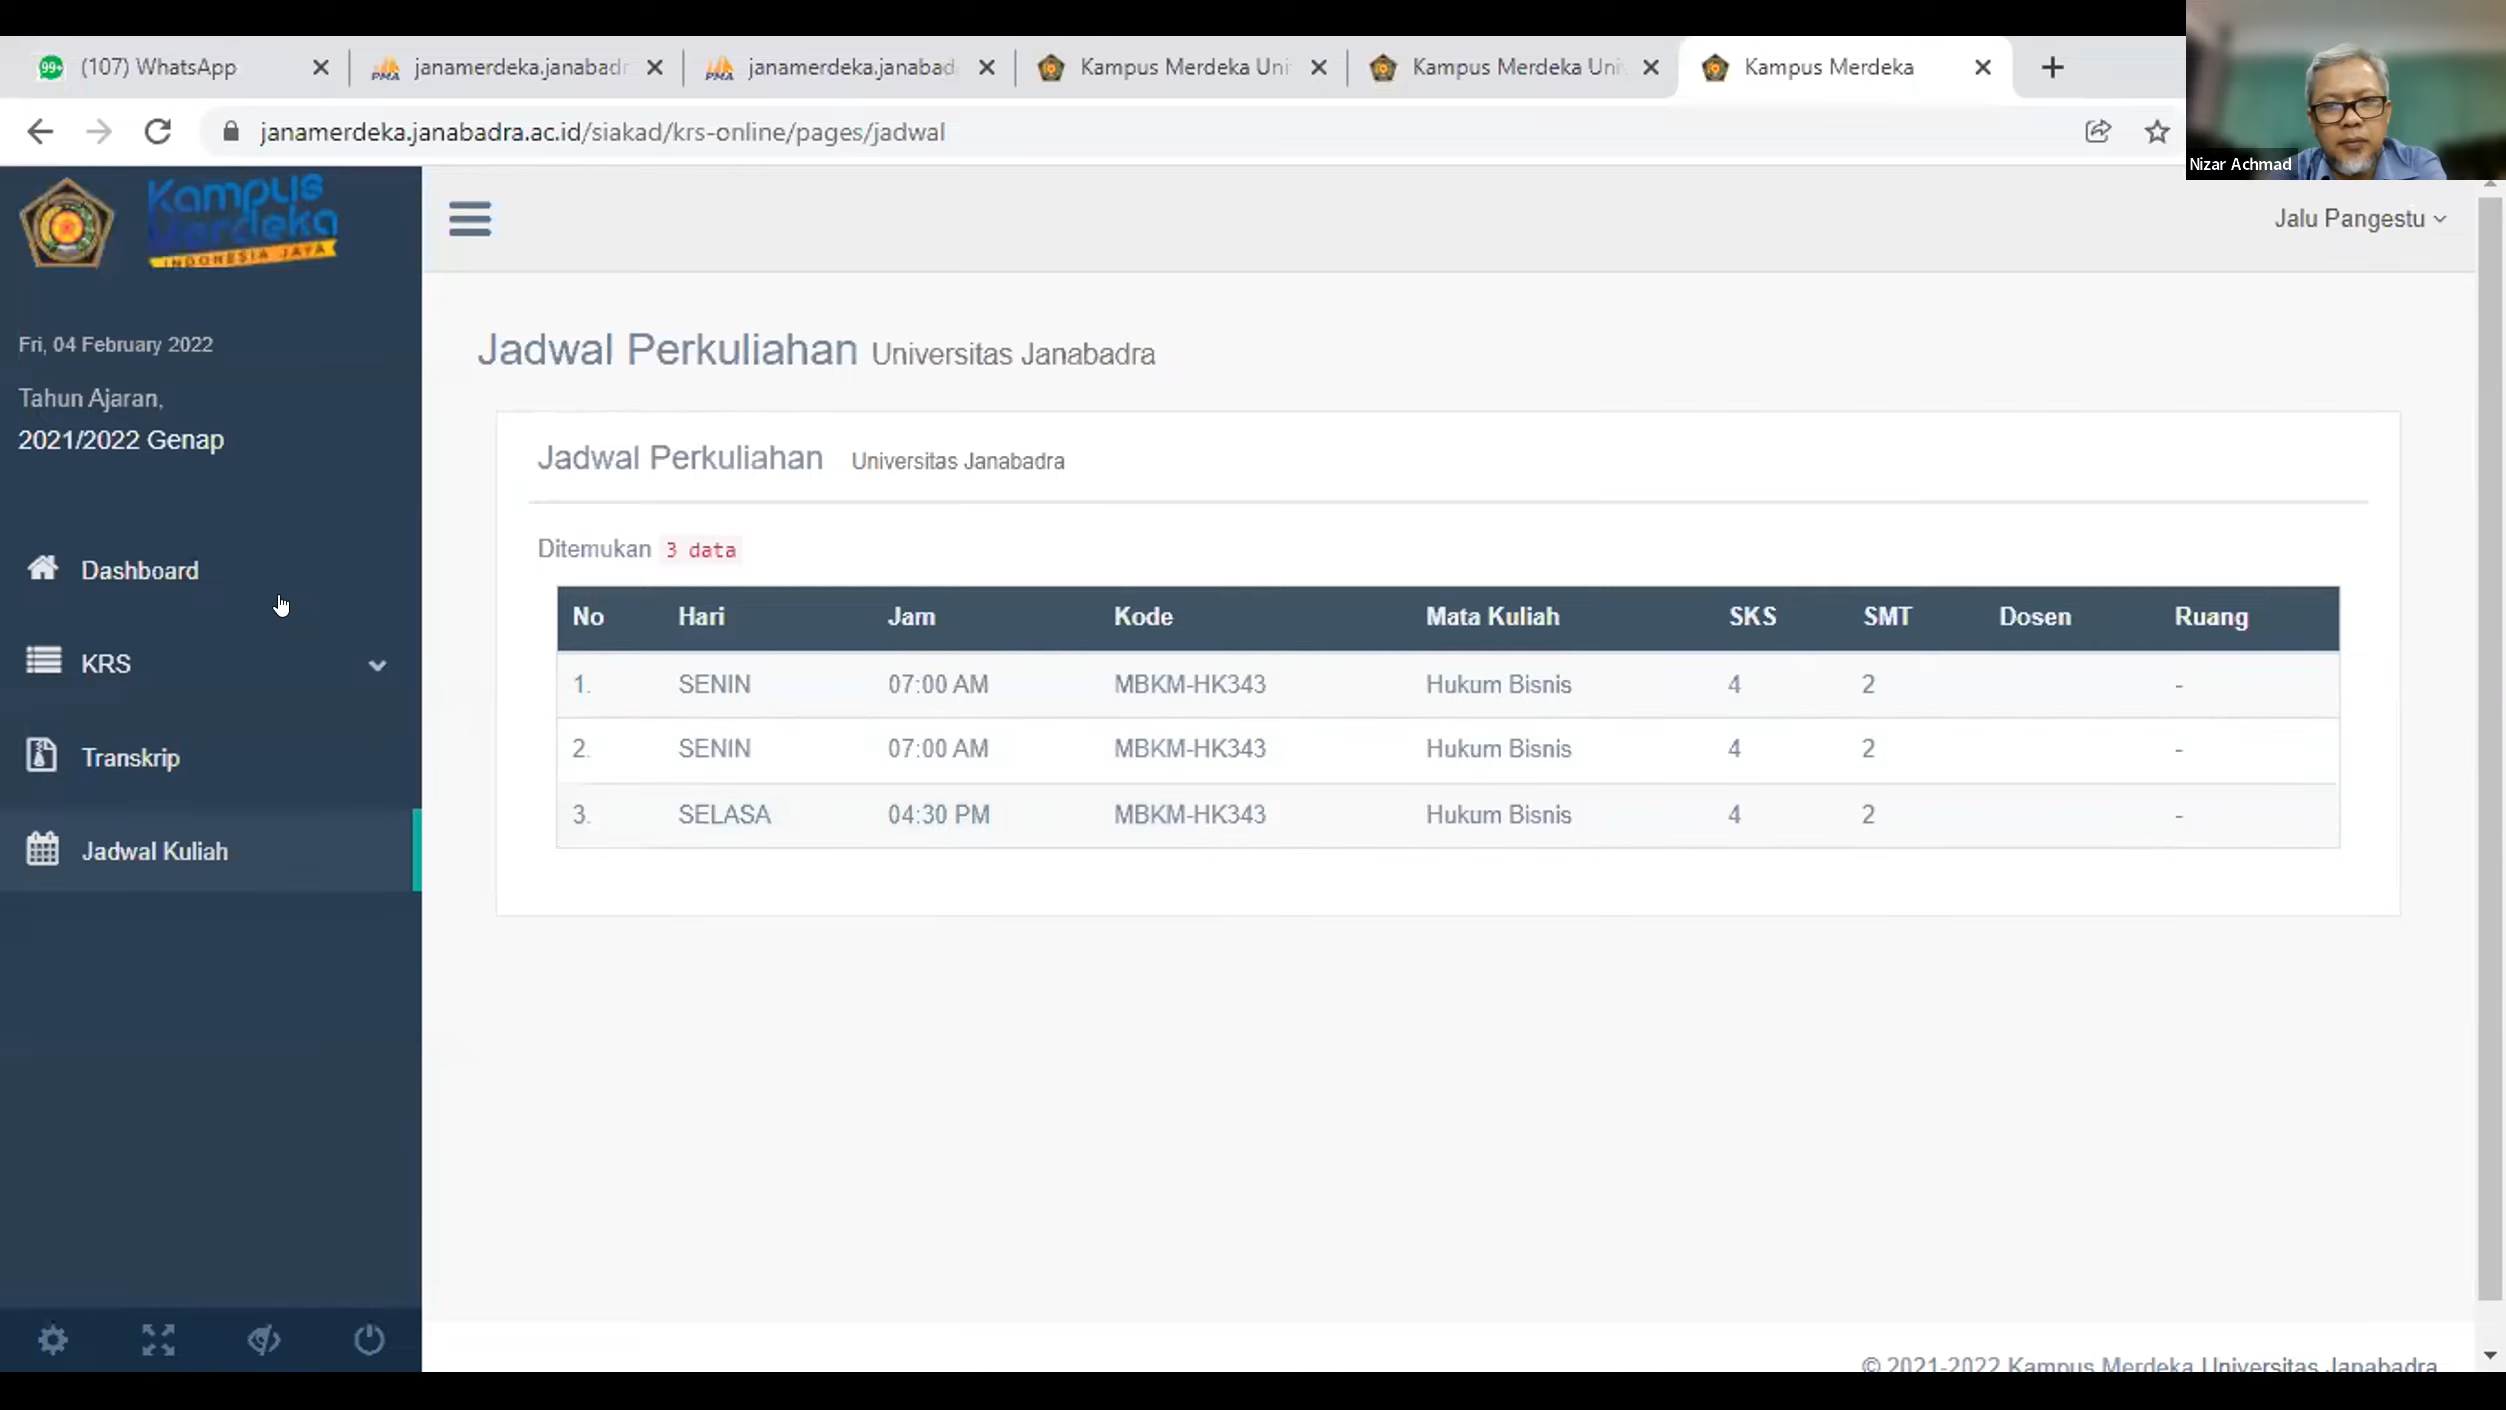 (107) WhatsApp
janamerdeka.janabadr
janamerdeka.janabad
Kampus Merdeka Uni
Kampus Merdeka Uni
Kampus Merdeka
janamerdeka.janabadra.ac.id/siakad/krs-online/pages/jadwal
Nizar Achmad
Kampus
Merdeka
INDONESIA JAYA
Jalu Pangestu
Fri, 04 February 2022
Tahun Ajaran,
2021/2022 Genap
Dashboard
KRS
Transkrip
Jadwal Kuliah
Jadwal Perkuliahan Universitas Janabadra
Jadwal Perkuliahan Universitas Janabadra
Ditemukan 3 data
No Hari Jam Kode Mata Kuliah SKS SMT Dosen Ruang
1. SENIN 07:00 AM MBKM-HK343 Hukum Bisnis 4 2 -
2. SENIN 07:00 AM MBKM-HK343 Hukum Bisnis 4 2 -
3. SELASA 04:30 PM MBKM-HK343 Hukum Bisnis 4 2 -
© 2021-2022 Kampus Merdeka Universitas Janabadra